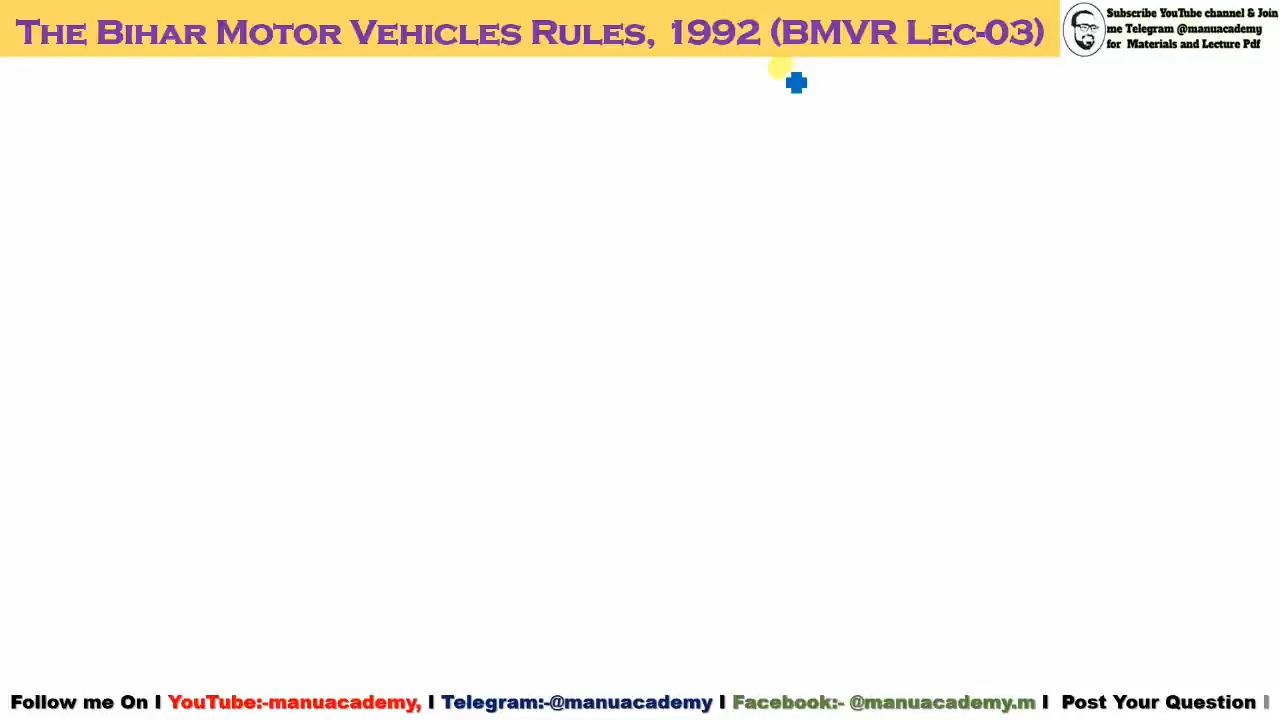 The Bihar Motor Vehicles Rules, 1992 (BMVR Lec-03)
Subscribe YouTube channel & Join
me Telegram @manuacademy
for Materials and Lecture Pdf
Follow me On I YouTube:-manuacademy, I Telegram:-@manuacademy I Facebook:- @manuacademy.m I Post Your Question I